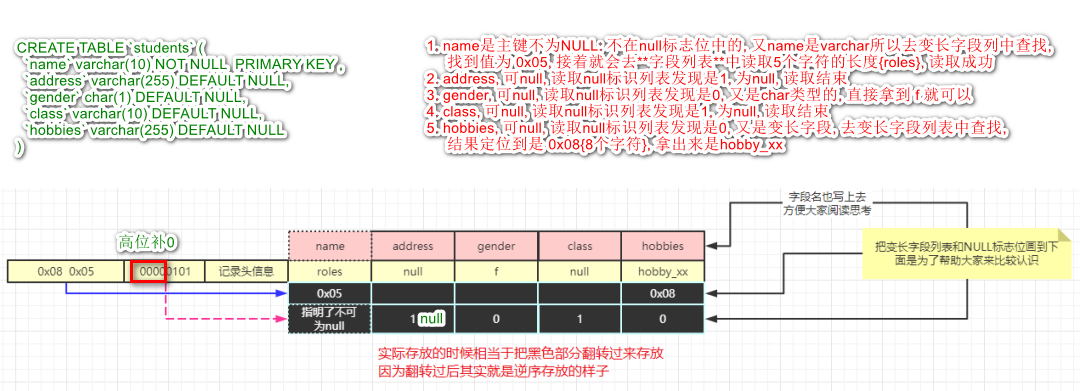 CREATE TABLE `students` (
`name` varchar(10) NOT NULL PRIMARY KEY ,
`address` varchar(255) DEFAULT NULL,
`gender` char(1) DEFAULT NULL,
`class` varchar(10) DEFAULT NULL,
`hobbies` varchar(255) DEFAULT NULL
)
1. name是主键不为NULL: 不在null标志位中的, 又name是varchar所以去变长字段列中查找,
找到值为,0x05, 接着就会去**字段列表**中读取5个字符的长度{roles}, 读取成功
2. address, 可null, 读取null标识列表发现是1, 为null, 读取结束
3. gender, 可null, 读取null标识列表发现是0, 又是char类型的, 直接拿到 f 就可以
4. class, 可null, 读取null标识列表发现是1, 为null, 读取结束
5. hobbies, 可null, 读取null标识列表发现是0, 又是变长字段, 去变长字段列表中查找,
结果定位到是 0x08{8个字符}, 拿出来是hobby_xx
字段名也写上去
方便大家阅读思考
高位补0
name address gender class hobbies
把变长字段列表和NULL标志位画到下
面是为了帮助大家来比较认识
0x08 0x05 00000101 记录头信息 roles null f null hobby_xx
0x05 0x08
指明了不可
为null 1 null 0 1 0
实际存放的时候相当于把黑色部分翻转过来存放
因为翻转过后其实就是逆序存放的样子